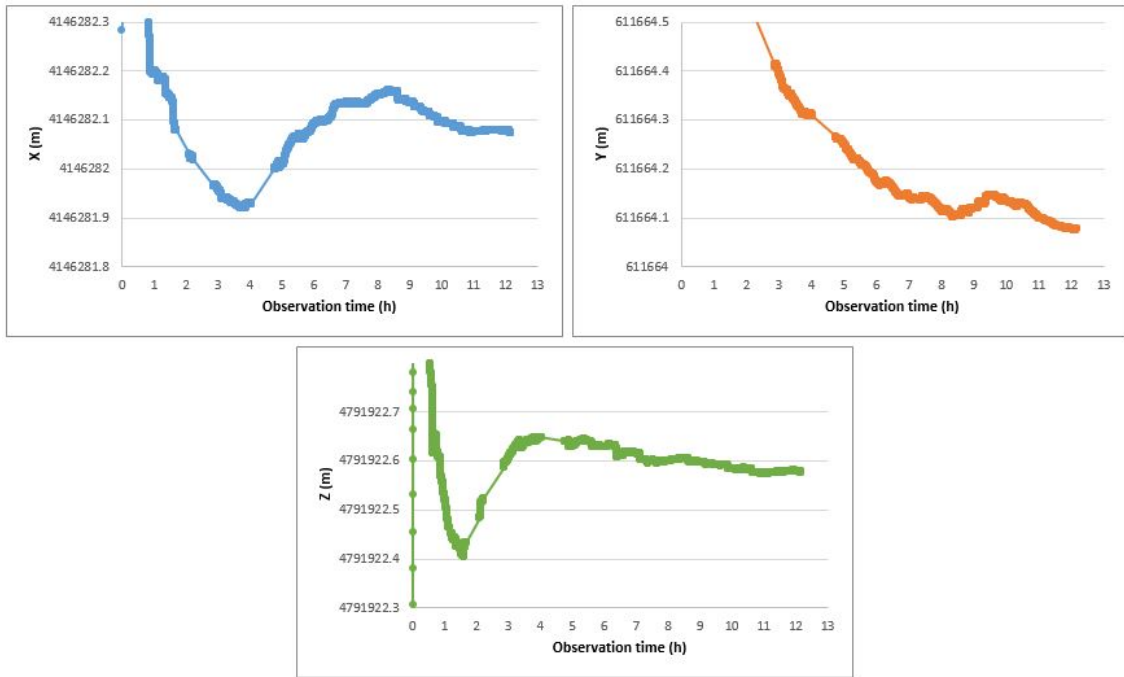 4146282.3
4146282.2
4146282.1
4146282
4146281.9
4146281.8
X (m)
0 1 2 3 4 5 6 7 8 9 10 11 12 13
Observation time (h)
611664.5
611664.4
611664.3
611664.2
611664.1
611664
Y (m)
0 1 2 3 4 5 6 7 8 9 10 11 12 13
Observation time (h)
4791922.7
4791922.6
4791922.5
4791922.4
4791922.3
Z (m)
0 1 2 3 4 5 6 7 8 9 10 11 12 13
Observation time (h)